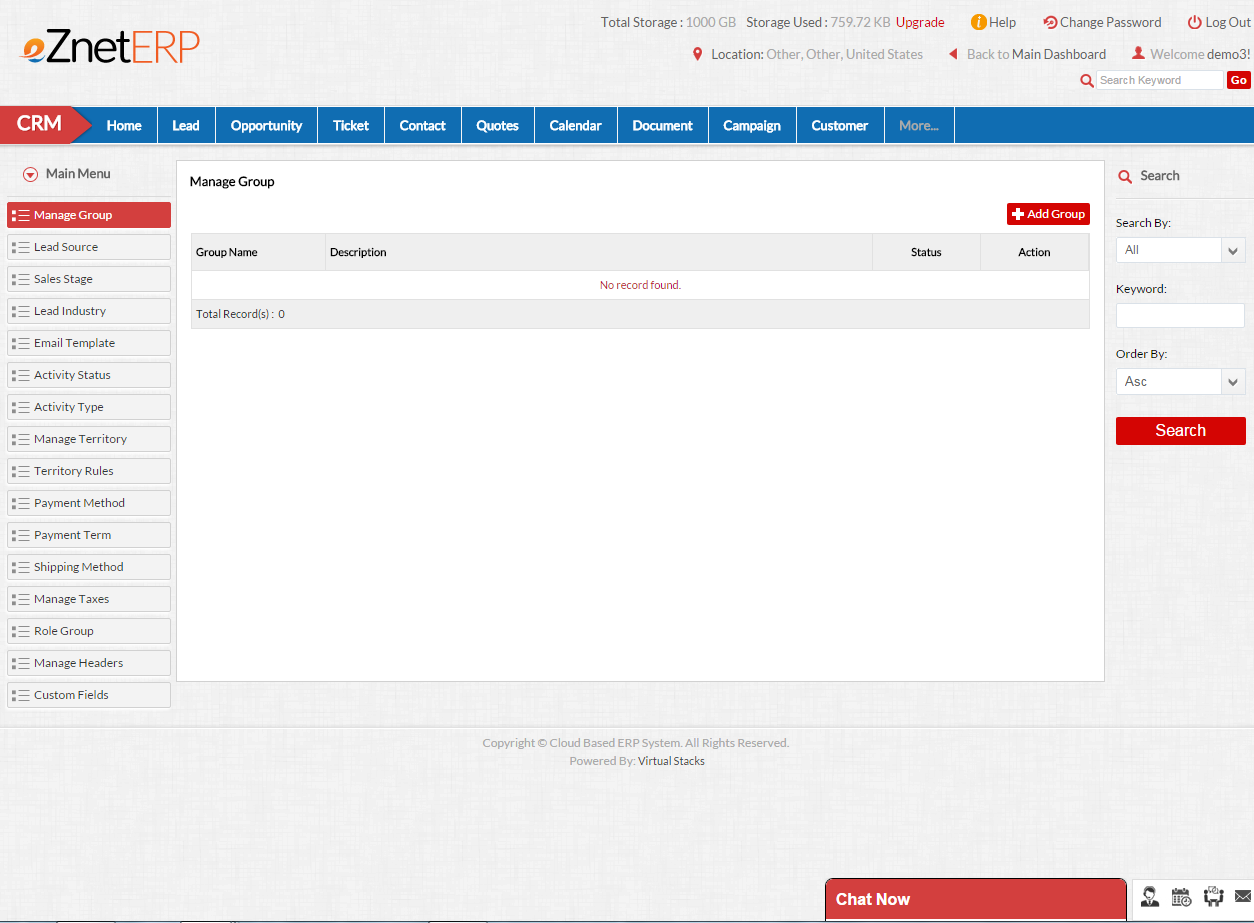 eZnetERP
Total Storage : 1000 GB Storage Used : 759.72 KB Upgrade
Help
Change Password
Log Out
Location: Other, Other, United States
Back to Main Dashboard
Welcome demo3!
Search Keyword
Go
CRM
Home
Lead
Opportunity
Ticket
Contact
Quotes
Calendar
Document
Campaign
Customer
More...
Main Menu
Manage Group
Lead Source
Sales Stage
Lead Industry
Email Template
Activity Status
Activity Type
Manage Territory
Territory Rules
Payment Method
Payment Term
Shipping Method
Manage Taxes
Role Group
Manage Headers
Custom Fields
Manage Group
Add Group
Group Name
Description
Status
Action
No record found.
Total Record(s) : 0
Search
Search By:
All
Keyword:
Order By:
Asc
Search
Copyright © Cloud Based ERP System. All Rights Reserved.
Powered By: Virtual Stacks
Chat Now